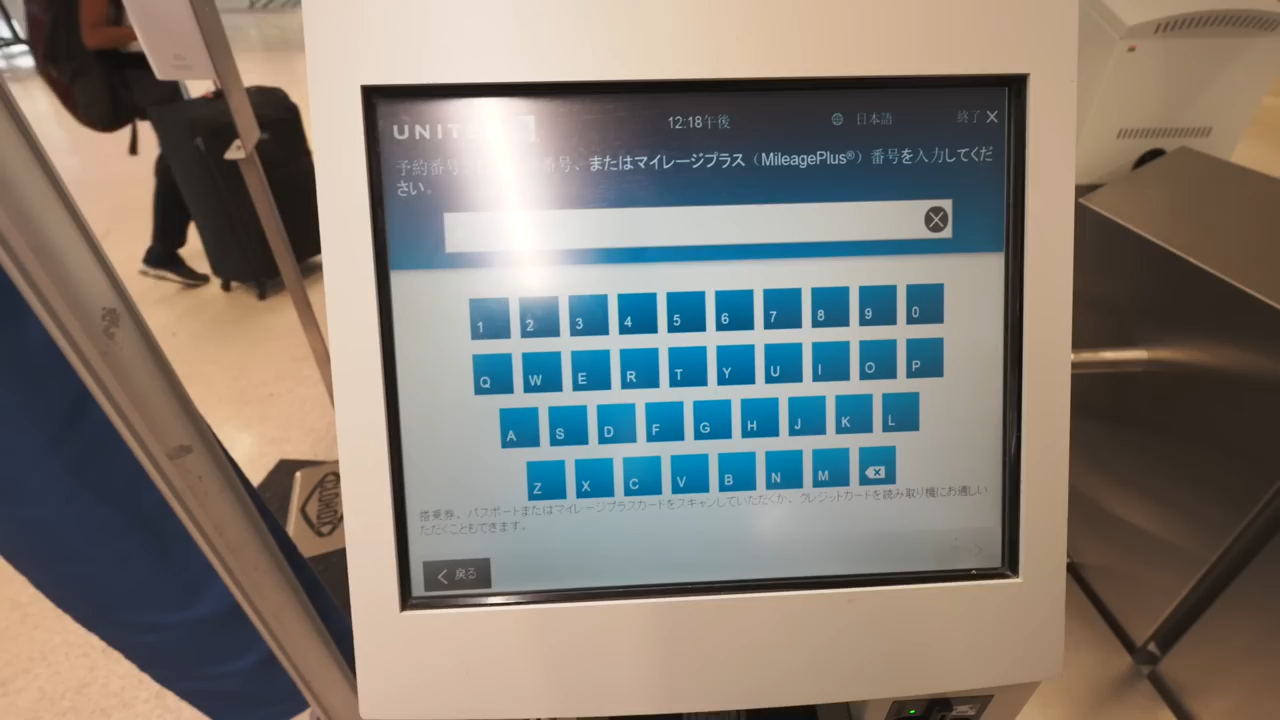 UNITE
12:18午後
日本語
終了 X
予約番号 番号、またはマイレージプラス（MileagePlus®）番号を入力してくだ
さい。
1 2 3 4 5 6 7 8 9 0
Q W E R T Y U I O P
A S D F G H J K L
Z X C V B N M
搭乗券、パスポートまたはマイレージプラスカードをスキャンしていただくか、クレジットカードを読み取り機にお通しい
ただくこともできます。
戻る
CLOROX